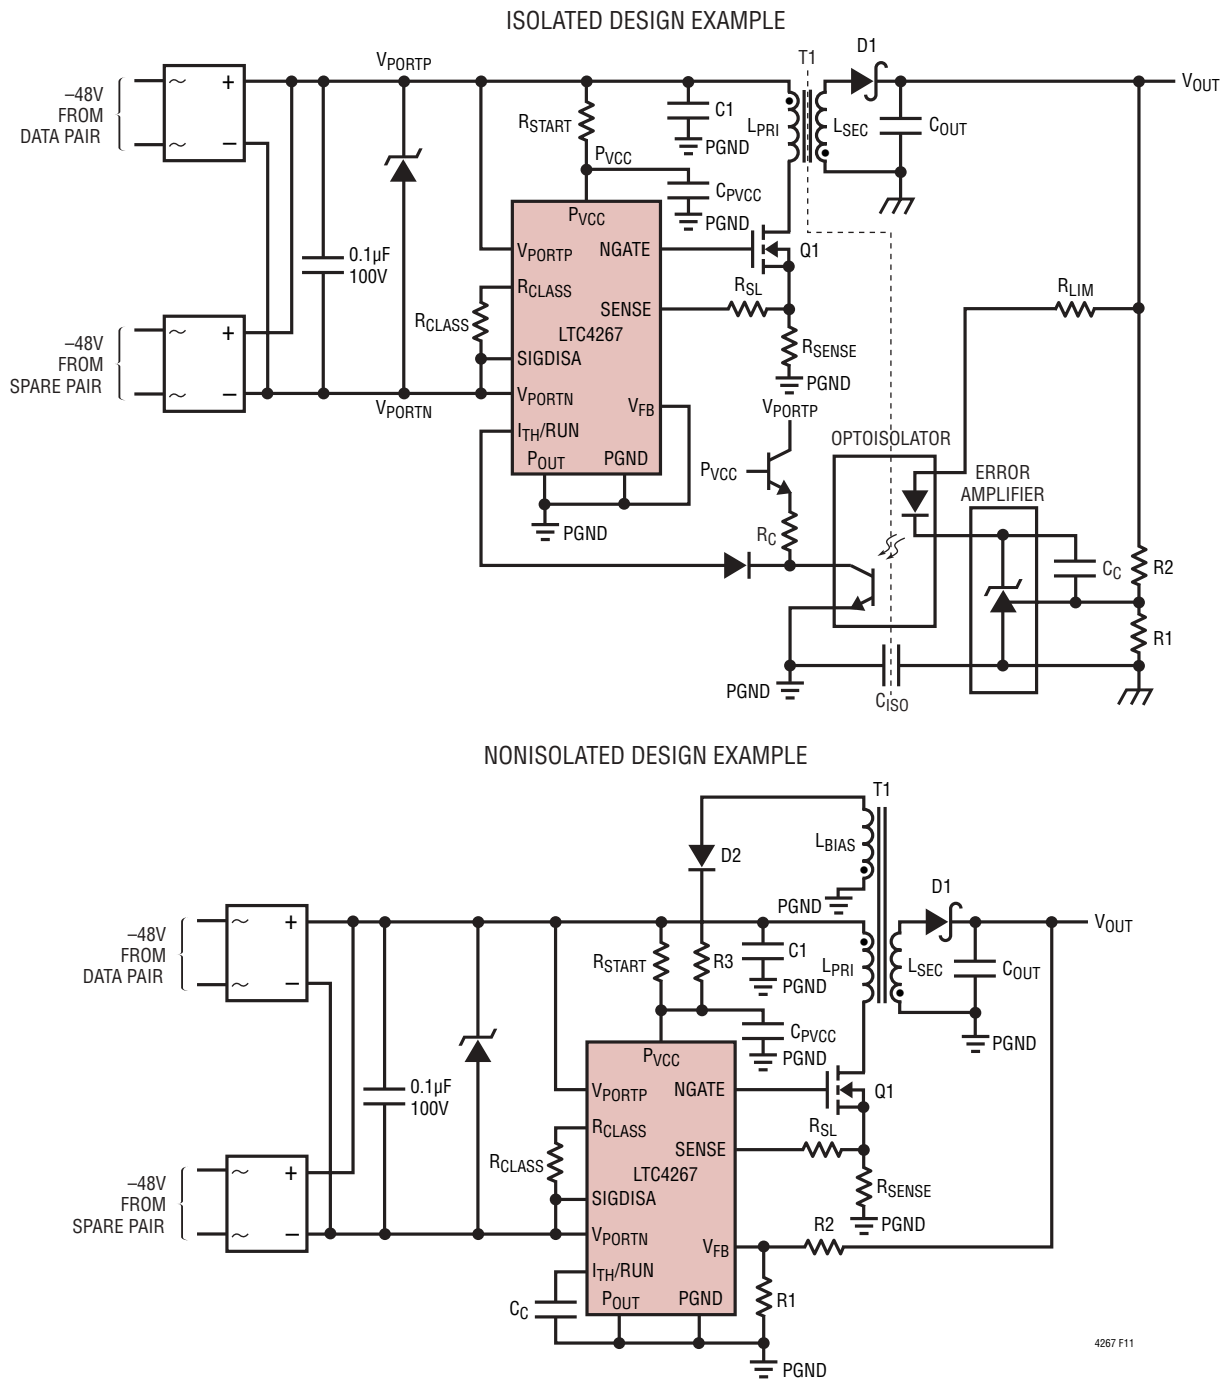 ISOLATED DESIGN EXAMPLE
–48V
FROM
DATA PAIR
~
~
+
–
VPORTP
RSTART
C1
PGND
PVCC
CPVCC
PGND
T1
LPRI
LSEC
D1
COUT
VOUT
0.1µF
100V
PVCC
VPORTP
NGATE
RCLASS
SENSE
LTC4267
SIGDISA
VPORTN
VFB
ITH/RUN
POUT
PGND
RCLASS
Q1
RSL
RSENSE
PGND
RLIM
–48V
FROM
SPARE PAIR
~
~
+
–
VPORTN
VPORTP
PVCC
RC
OPTOISOLATOR
ERROR
AMPLIFIER
CC
R2
R1
PGND
PGND
CISO
NONISOLATED DESIGN EXAMPLE
T1
LBIAS
D2
PGND
–48V
FROM
DATA PAIR
~
~
+
–
RSTART
R3
C1
PGND
CPVCC
PGND
LPRI
LSEC
D1
COUT
PGND
VOUT
0.1µF
100V
PVCC
VPORTP
NGATE
RCLASS
SENSE
LTC4267
SIGDISA
VPORTN
VFB
ITH/RUN
POUT
PGND
RCLASS
Q1
RSL
RSENSE
PGND
–48V
FROM
SPARE PAIR
~
~
+
–
R2
R1
CC
PGND
4267 F11